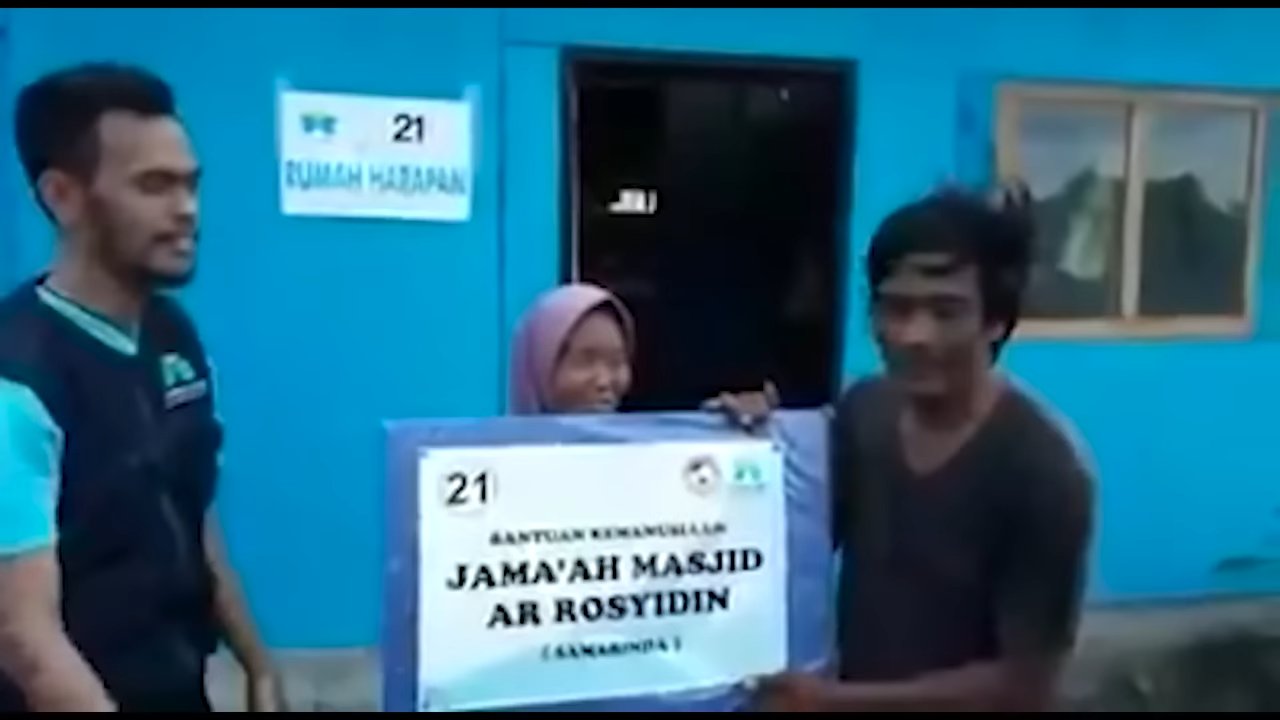 21
RUMAH HARAPAN
21
BANTUAN KEMANUSIAAN
JAMA'AH MASJID
AR ROSYIDIN
( SAMARINDA )